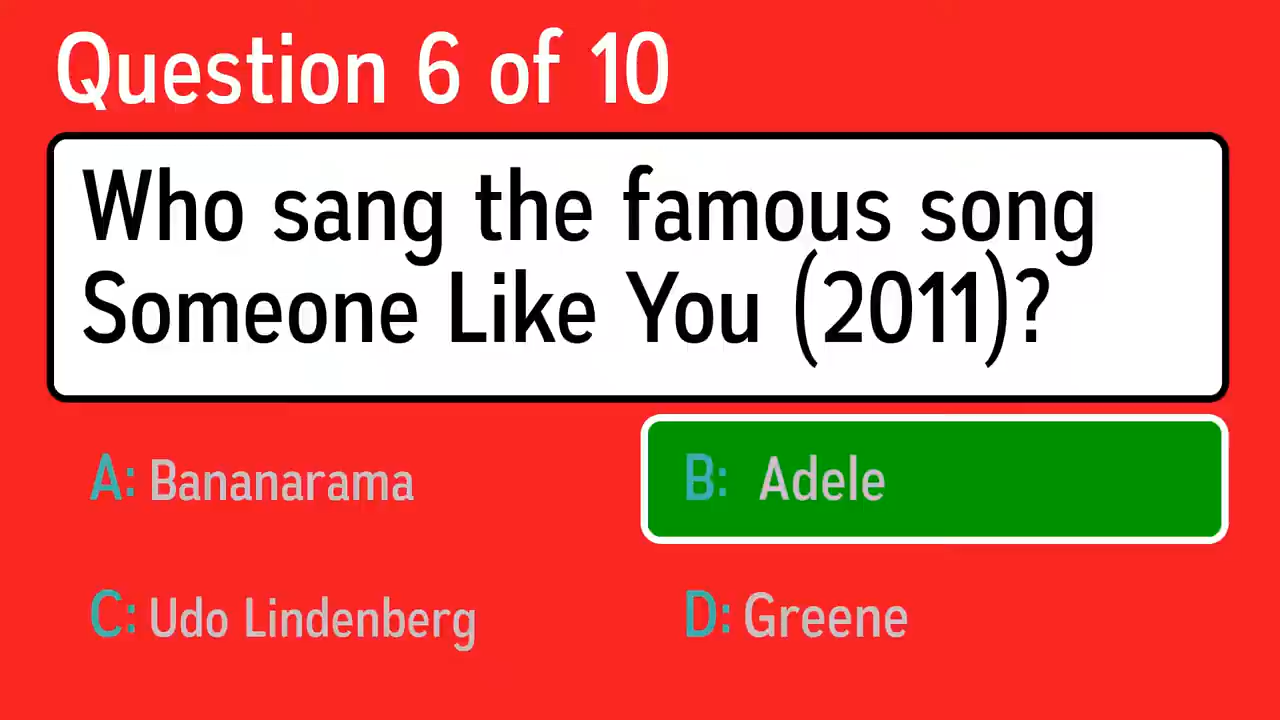 Question 6 of 10
Who sang the famous song
Someone Like You (2011)?
A: Bananarama
B: Adele
C: Udo Lindenberg
D: Greene